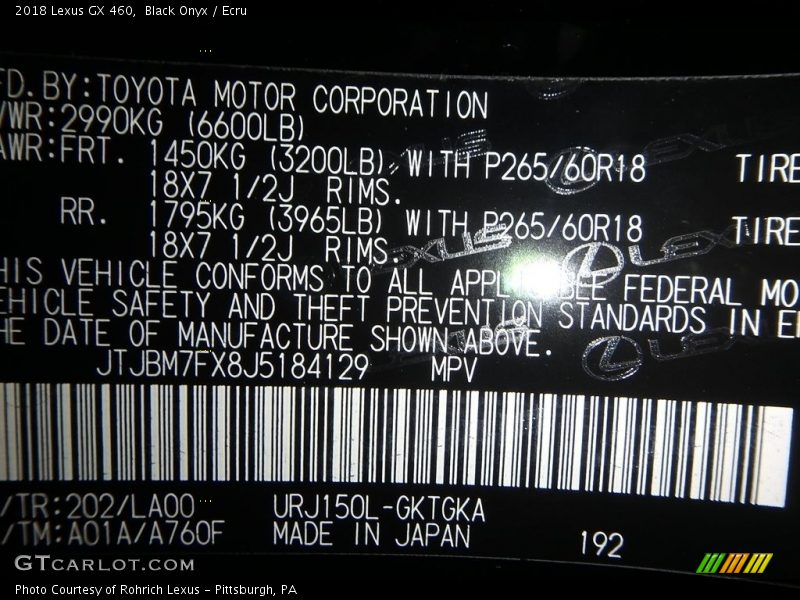 2018 Lexus GX 460, Black Onyx / Ecru
FD.BY:TOYOTA MOTOR CORPORATION
/WR:2990KG (6600LB)
AWR:FRT. 1450KG (3200LB) WITH P265/60R18 TIRE
18X7 1/2J RIMS.
RR. 1795KG (3965LB) WITH P265/60R18 TIRE
18X7 1/2J RIMS.
HIS VEHICLE CONFORMS TO ALL APPLICABLE FEDERAL MO
EHICLE SAFETY AND THEFT PREVENTION STANDARDS IN E
HE DATE OF MANUFACTURE SHOWN ABOVE.
JTJBM7FX8J5184129 MPV
/TR:202/LA00 URJ150L-GKTGKA
/TM:A01A/A760F MADE IN JAPAN 192
LEXUS
LEXUS
GTCARLOT.COM
Photo Courtesy of Rohrich Lexus - Pittsburgh, PA